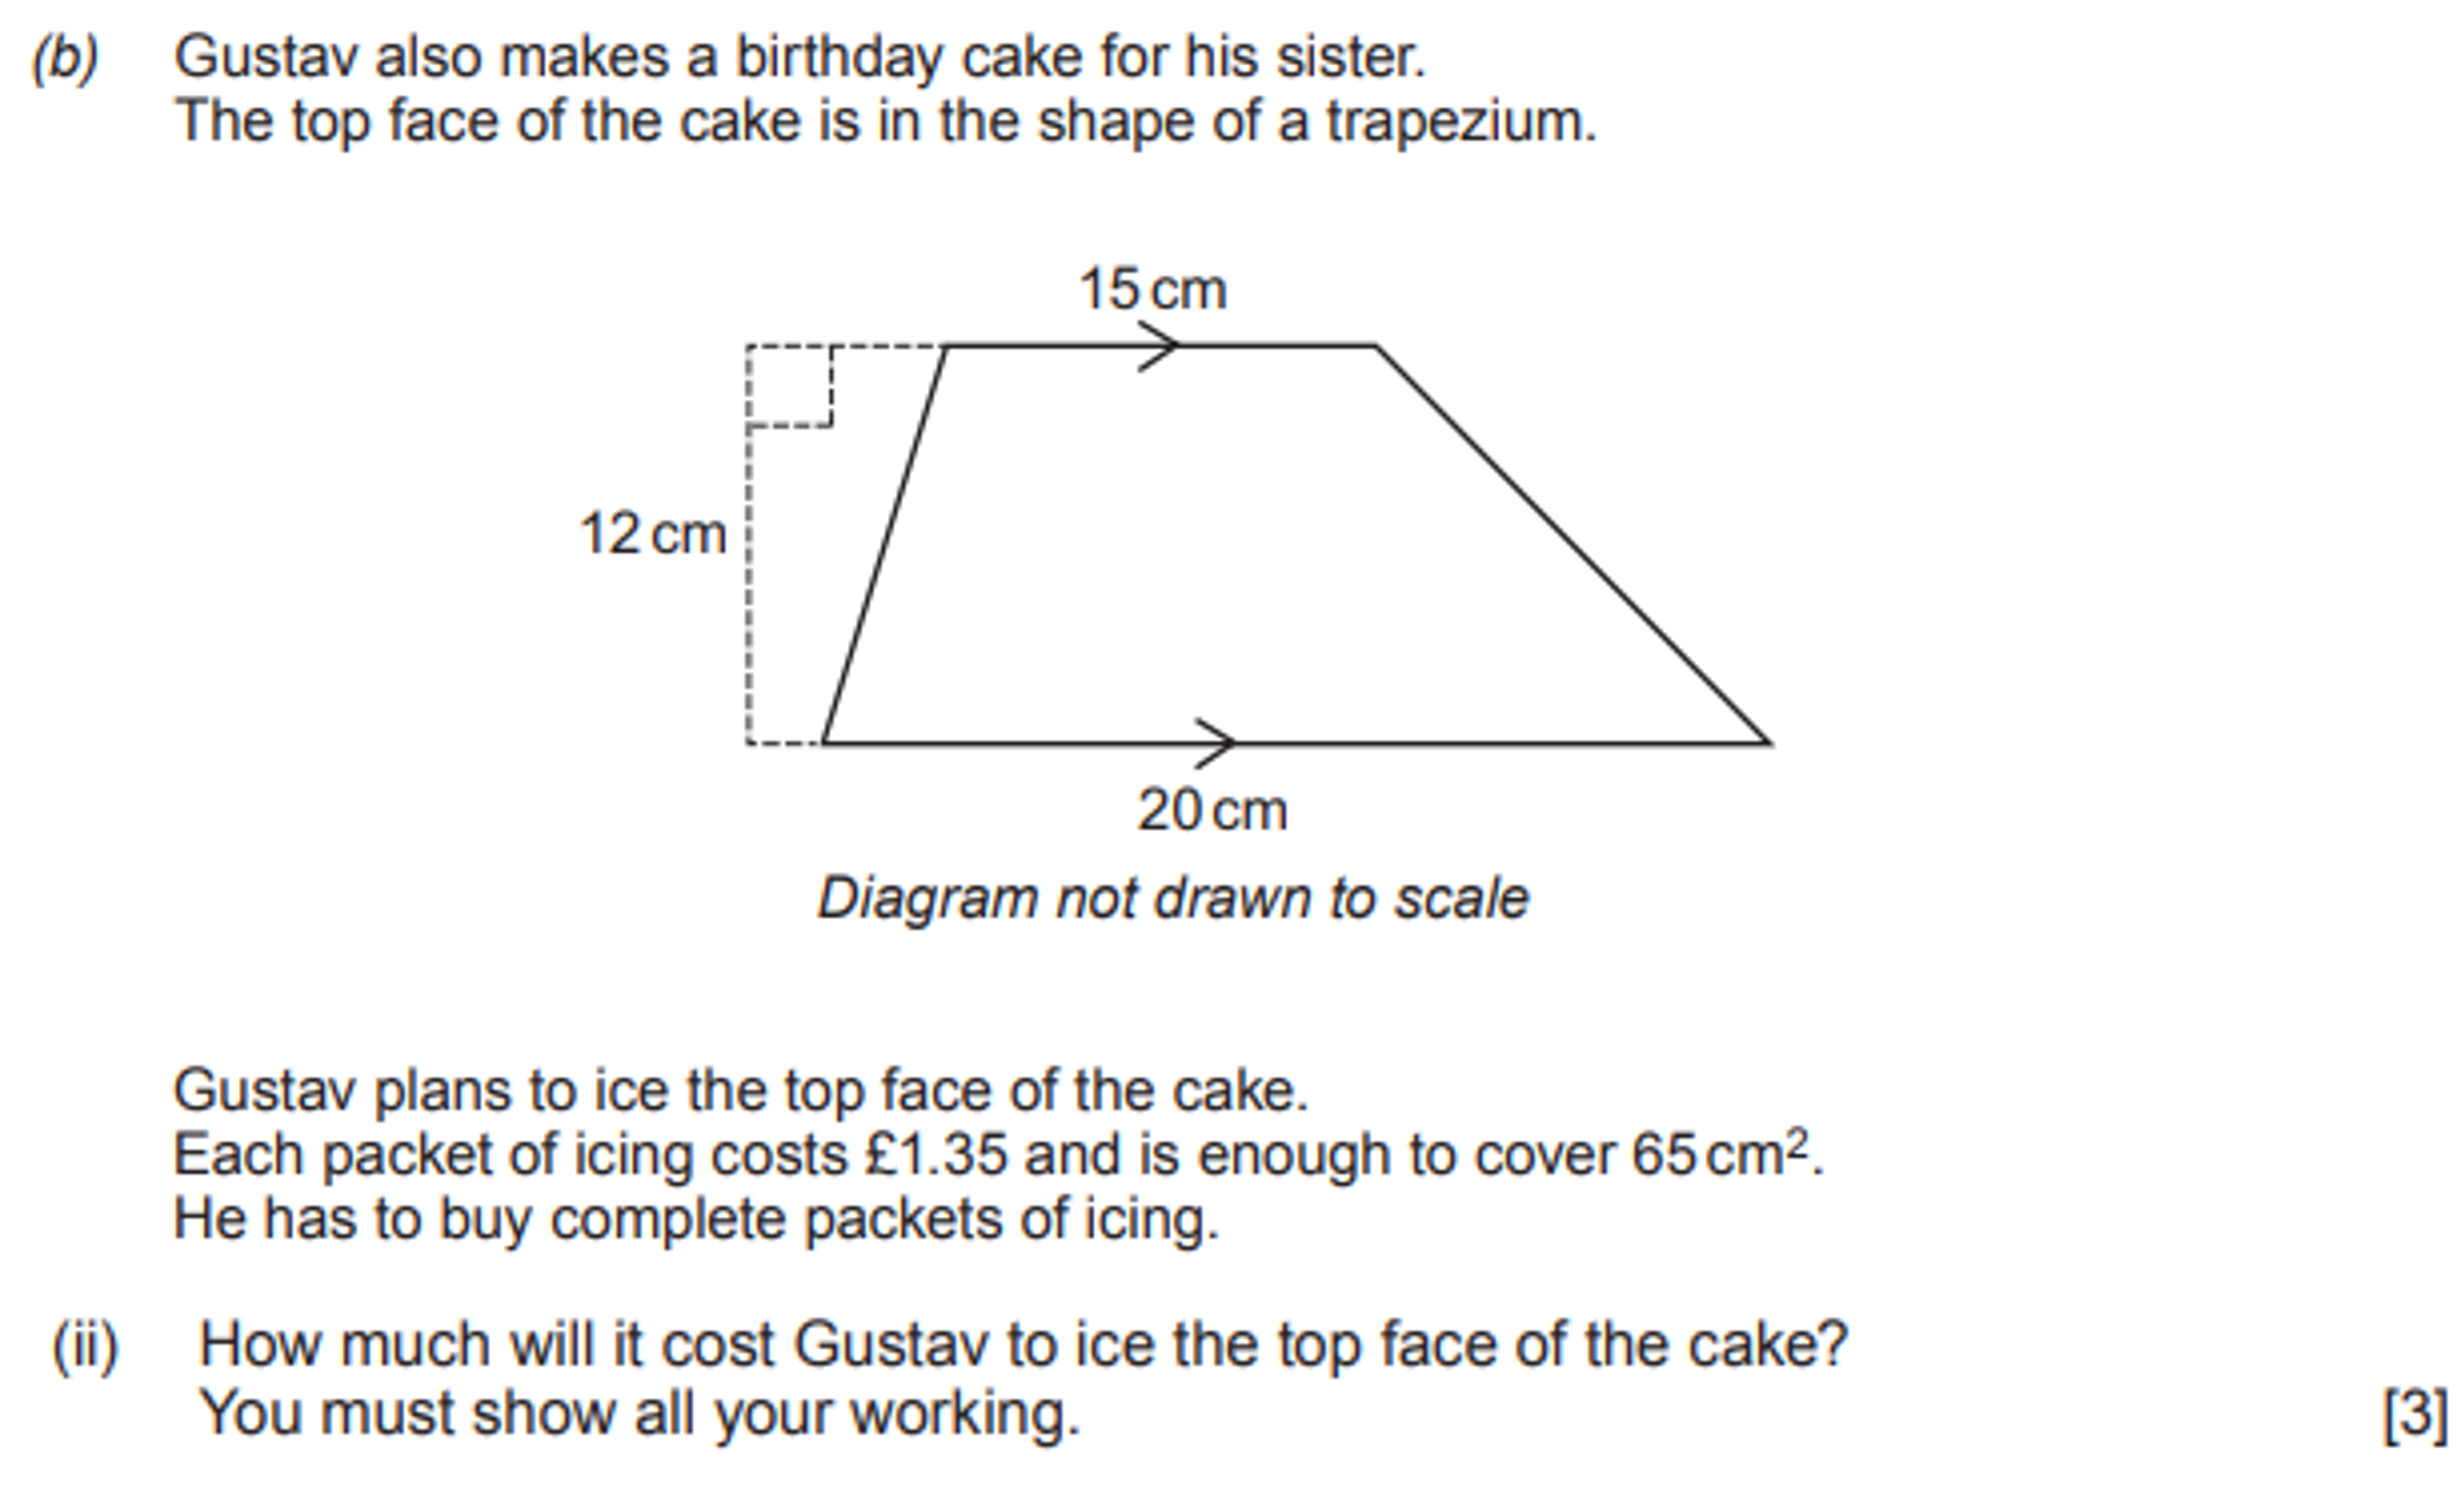 (b) Gustav also makes a birthday cake for his sister.
The top face of the cake is in the shape of a trapezium.
15 cm
12 cm
20 cm
Diagram not drawn to scale
Gustav plans to ice the top face of the cake.
Each packet of icing costs £1.35 and is enough to cover 65 cm².
He has to buy complete packets of icing.
(ii) How much will it cost Gustav to ice the top face of the cake?
You must show all your working. [3]